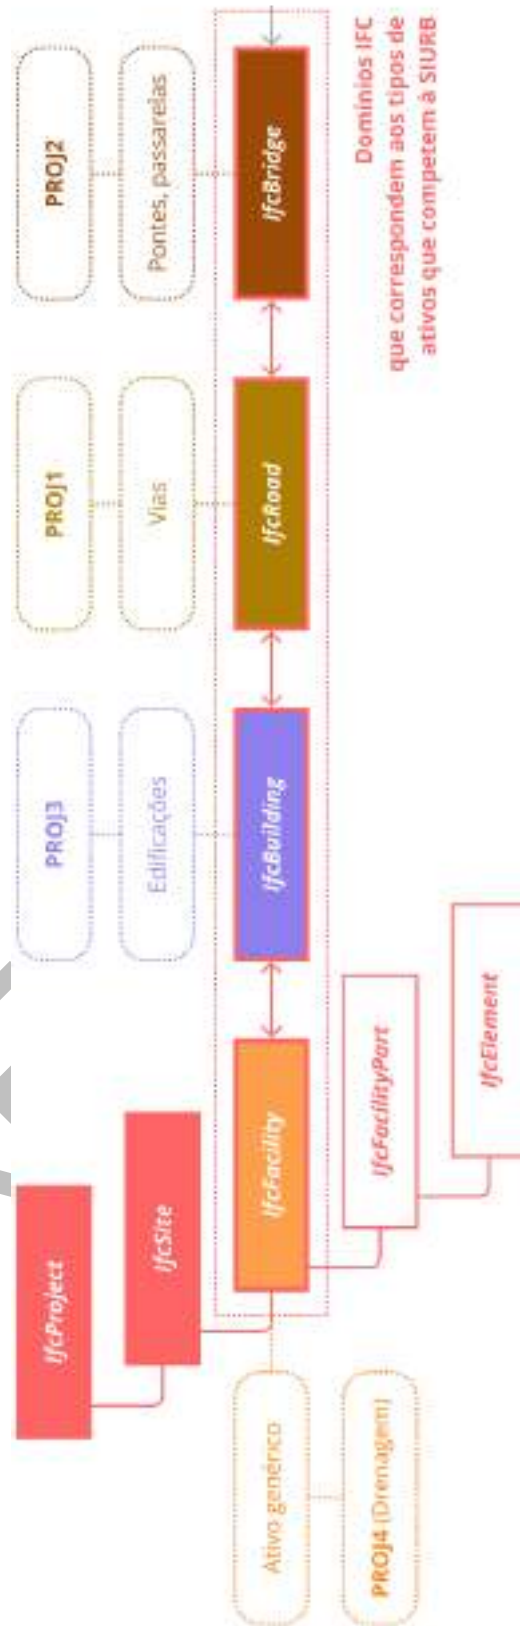 IfcProject
IfcSite
PROJ3
PROJ1
PROJ2
Edificações
Vias
Pontes, passarelas
Ativo genérico
IfcFacility
IfcBuilding
IfcRoad
IfcBridge
PROJ4 (Drenagem)
IfcFacilityPart
IfcElement
Domínios IFC
que correspondem aos tipos de
ativos que competem à SIURB